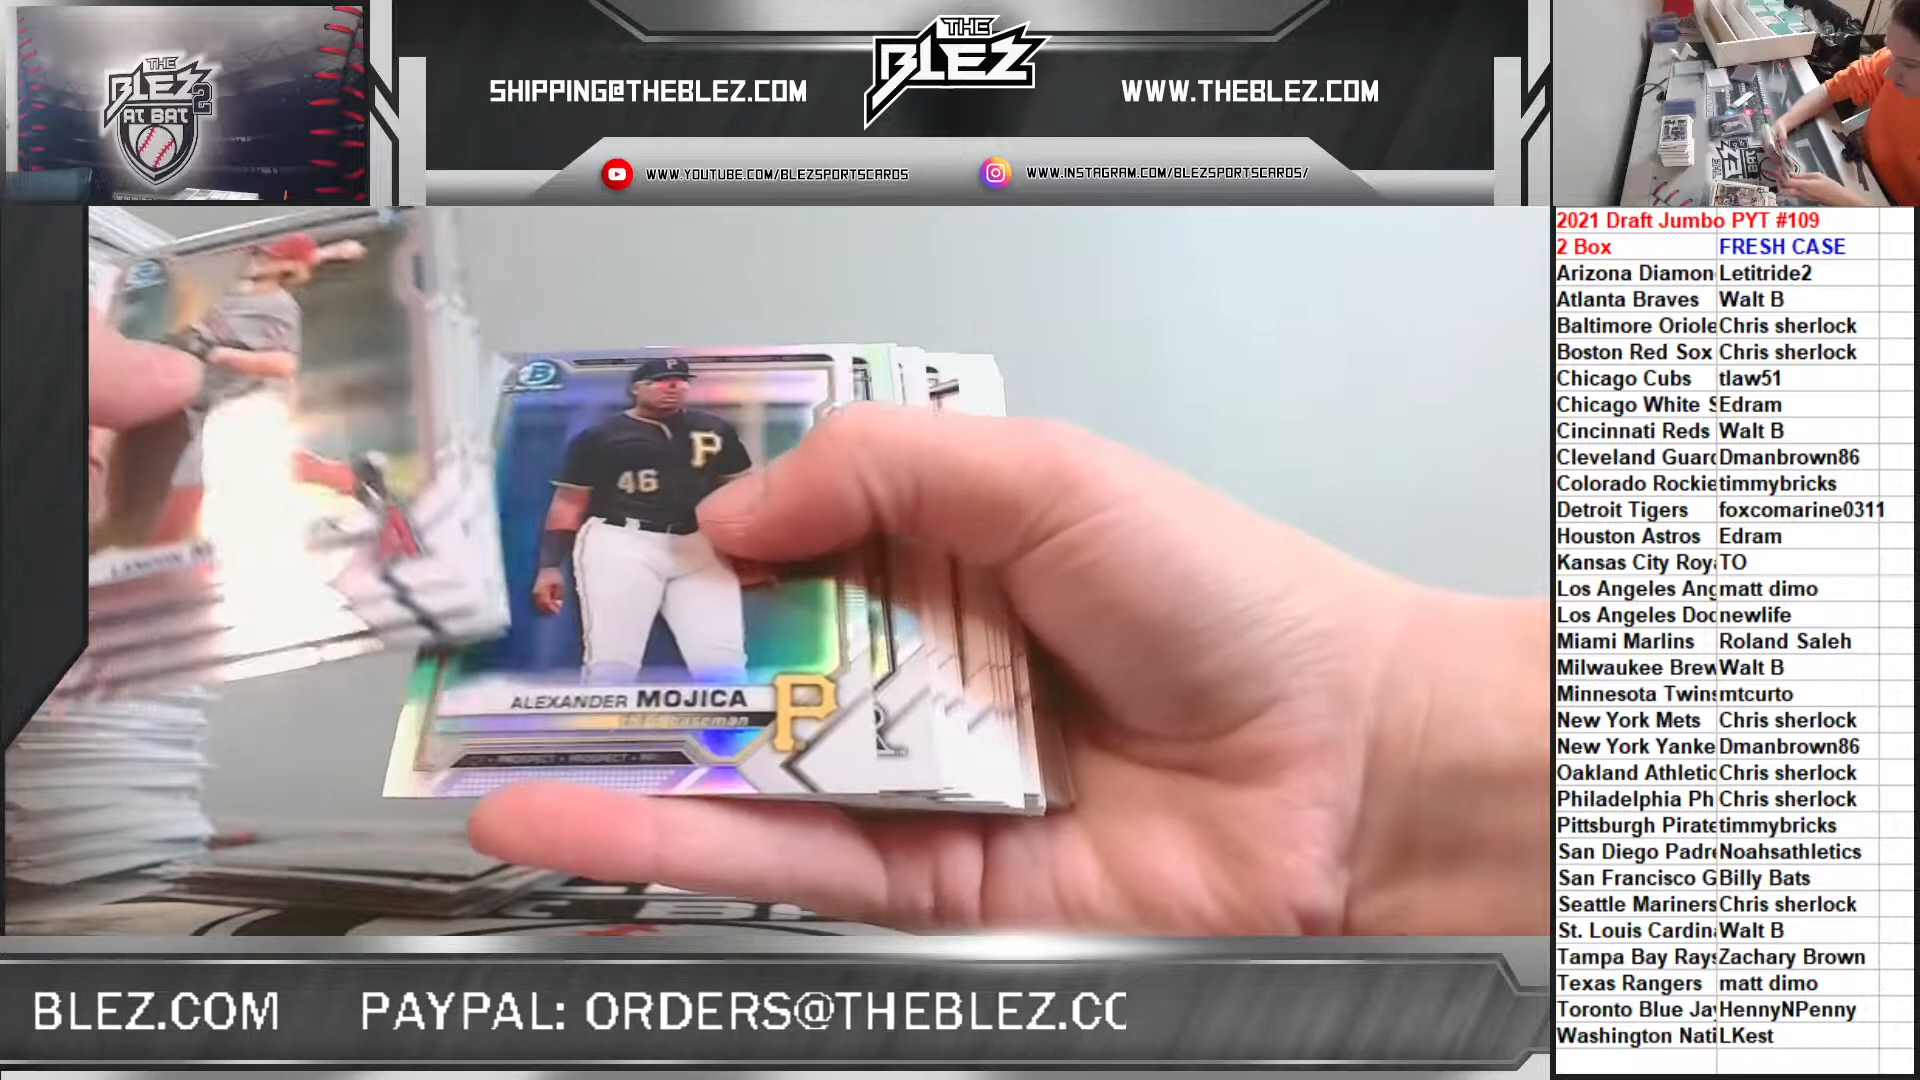 THE
BLEZ 2
AT BAT
SHIPPING@THEBLEZ.COM
THE
BLEZ
WWW.THEBLEZ.COM
WWW.YOUTUBE.COM/BLEZSPORTSCARDS
WWW.INSTAGRAM.COM/BLEZSPORTSCARDS/
2021 Draft Jumbo PYT #109
2 Box FRESH CASE
Arizona Diamon Letitride2
Atlanta Braves Walt B
Baltimore Oriole Chris sherlock
Boston Red Sox Chris sherlock
Chicago Cubs tlaw51
Chicago White S Edram
Cincinnati Reds Walt B
Cleveland Guard Dmanbrown86
Colorado Rockie timmybricks
Detroit Tigers foxcomarine0311
Houston Astros Edram
Kansas City Roya TO
Los Angeles Ang matt dimo
Los Angeles Dod newlife
Miami Marlins Roland Saleh
Milwaukee Brew Walt B
Minnesota Twins mtcurto
New York Mets Chris sherlock
New York Yanke Dmanbrown86
Oakland Athletic Chris sherlock
Philadelphia Ph Chris sherlock
Pittsburgh Pirate timmybricks
San Diego Padre Noahsathletics
San Francisco G Billy Bats
Seattle Mariners Chris sherlock
St. Louis Cardina Walt B
Tampa Bay Rays Zachary Brown
Texas Rangers matt dimo
Toronto Blue Jay HennyNPenny
Washington Nati LKest
B
P
P
46
ALEXANDER MOJICA
P
PROSPECT • PROSPECT
BLEZ.COM PAYPAL: ORDERS@THEBLEZ.CO